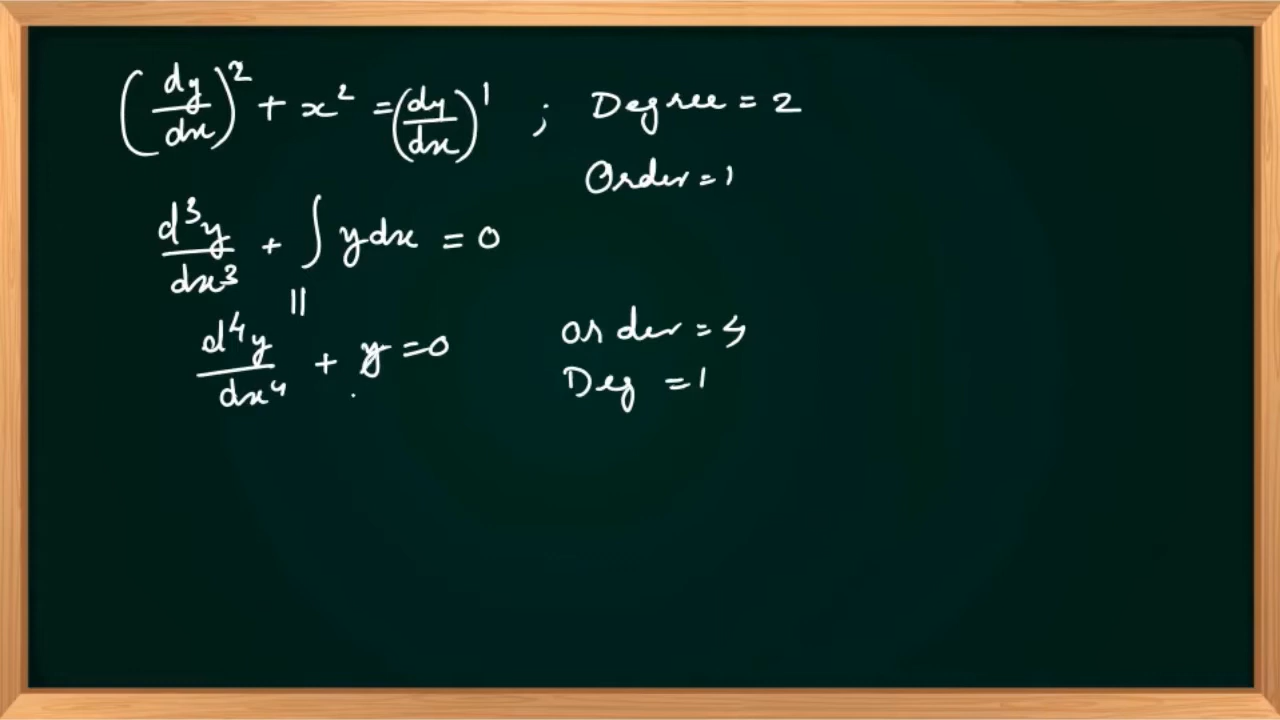 (dy/dx)² + x² = (dy/dx)¹ ; Degree = 2
Order = 1
d³y/dx³ + ∫ y dx = 0
||
d⁴y/dx⁴ + y = 0
order = 4
Deg = 1